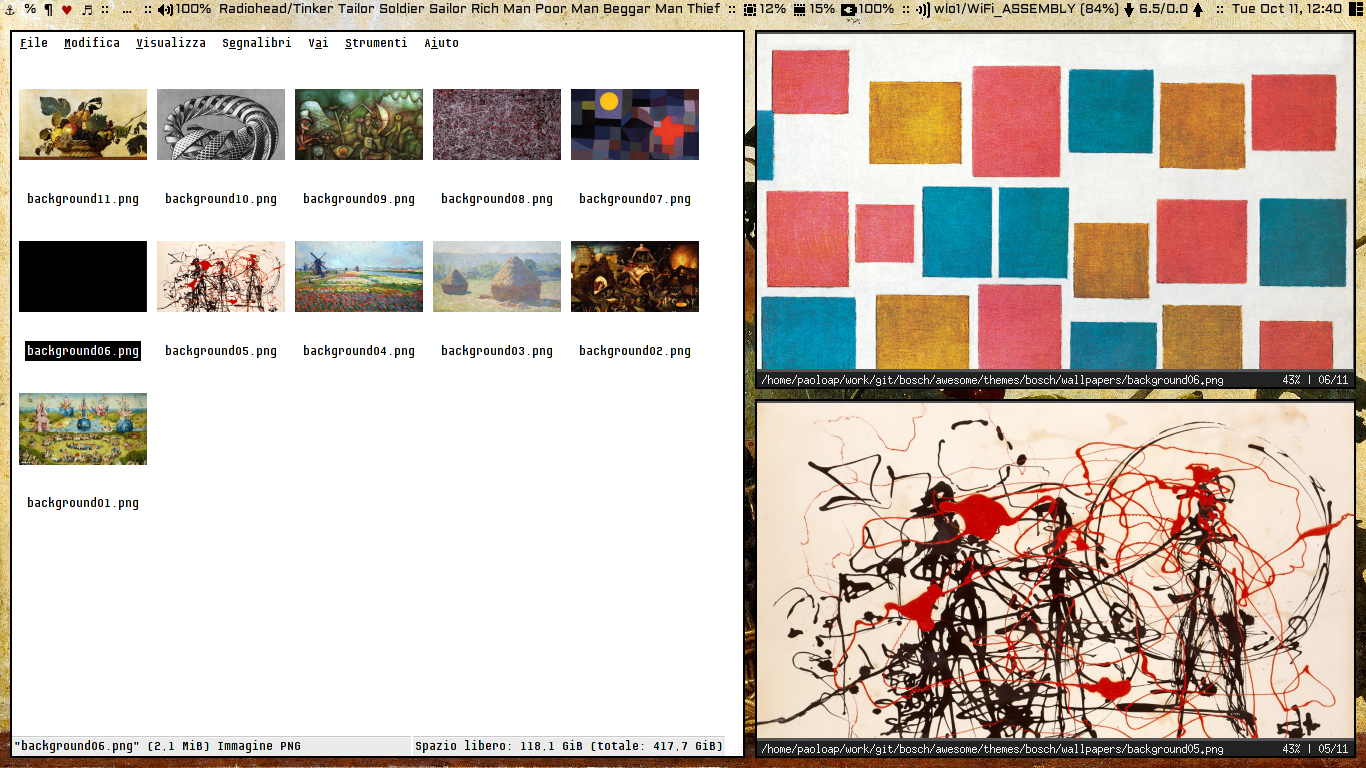 % ¶ ♥ ♬ :: … :: 100% Radiohead/Tinker Tailor Soldier Sailor Rich Man Poor Man Beggar Man Thief :: 12% 15% 100% :: wlo1/WiFi_ASSEMBLY (84%) 6.5/0.0 :: Tue Oct 11, 12:40
File Modifica Visualizza Segnalibri Vai Strumenti Aiuto
background11.png background10.png background09.png background08.png background07.png
background06.png background05.png background04.png background03.png background02.png
background01.png
"background06.png" (2,1 MiB) Immagine PNG
Spazio libero: 118,1 GiB (totale: 417,7 GiB)
/home/paoloap/work/git/bosch/awesome/themes/bosch/wallpapers/background06.png 43% | 06/11
/home/paoloap/work/git/bosch/awesome/themes/bosch/wallpapers/background05.png 43% | 05/11